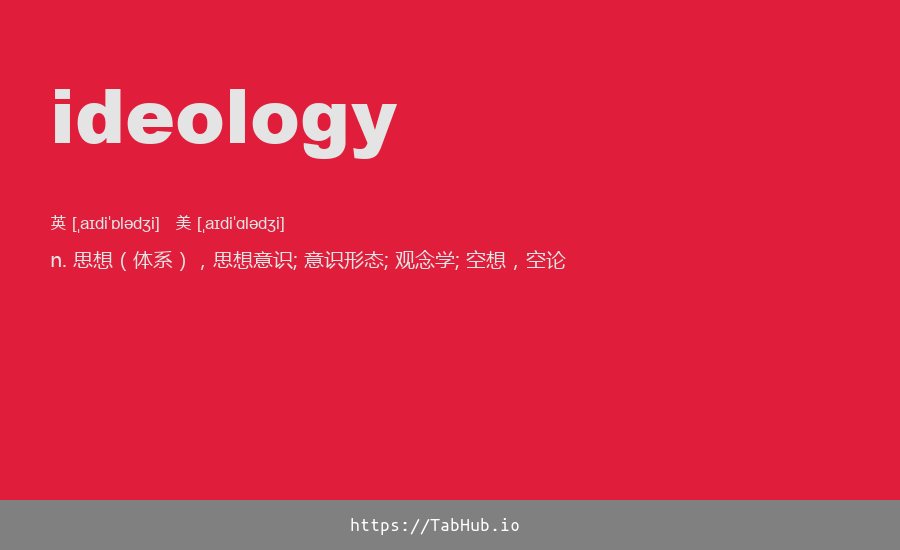 ideology
英 [ˌaɪdiˈɒlədʒi] 美 [ˌaɪdiˈɑlədʒi]
n. 思想（体系），思想意识; 意识形态; 观念学; 空想，空论
https://TabHub.io